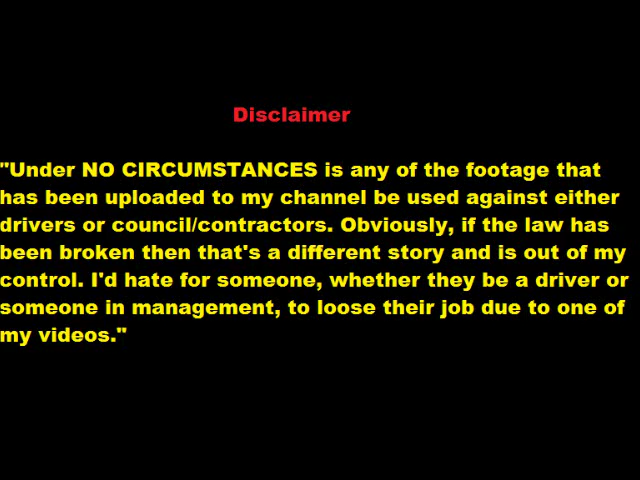 Disclaimer
"Under NO CIRCUMSTANCES is any of the footage that
has been uploaded to my channel be used against either
drivers or council/contractors. Obviously, if the law has
been broken then that's a different story and is out of my
control. I'd hate for someone, whether they be a driver or
someone in management, to loose their job due to one of
my videos."